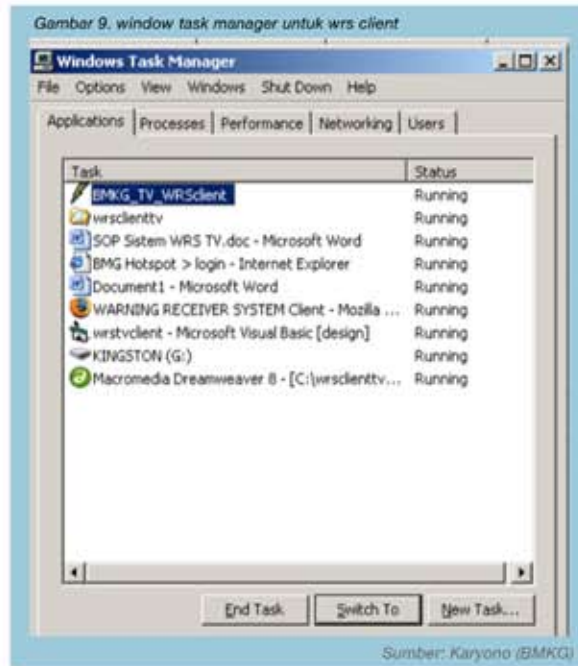 Gambar 9. window task manager untuk wrs client
Windows Task Manager
File Options View Windows Shut Down Help
Applications Processes Performance Networking Users
Task Status
BMKG_TV_WRSclient Running
wrsclienttv Running
SOP Sistem WRS TV.doc - Microsoft Word Running
BMG Hotspot > login - Internet Explorer Running
Document1 - Microsoft Word Running
WARNING RECEIVER SYSTEM Client - Mozilla ... Running
wrstvclient - Microsoft Visual Basic [design] Running
KINGSTON (G:) Running
Macromedia Dreamweaver 8 - [C:\wrsclienttv... Running
End Task Switch To New Task...
Sumber: Karyono (BMKG)